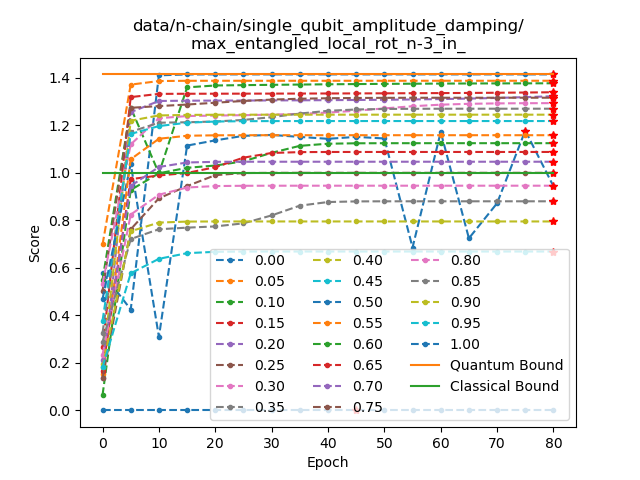 data/n-chain/single_qubit_amplitude_damping/
max_entangled_local_rot_n-3_in_
Score
1.4
1.2
1.0
0.8
0.6
0.4
0.2
0.0
0.00 0.40 0.80
0.05 0.45 0.85
0.10 0.50 0.90
0.15 0.55 0.95
0.20 0.60 1.00
0.25 0.65 Quantum Bound
0.30 0.70 Classical Bound
0.35 0.75
0 10 20 30 40 50 60 70 80
Epoch